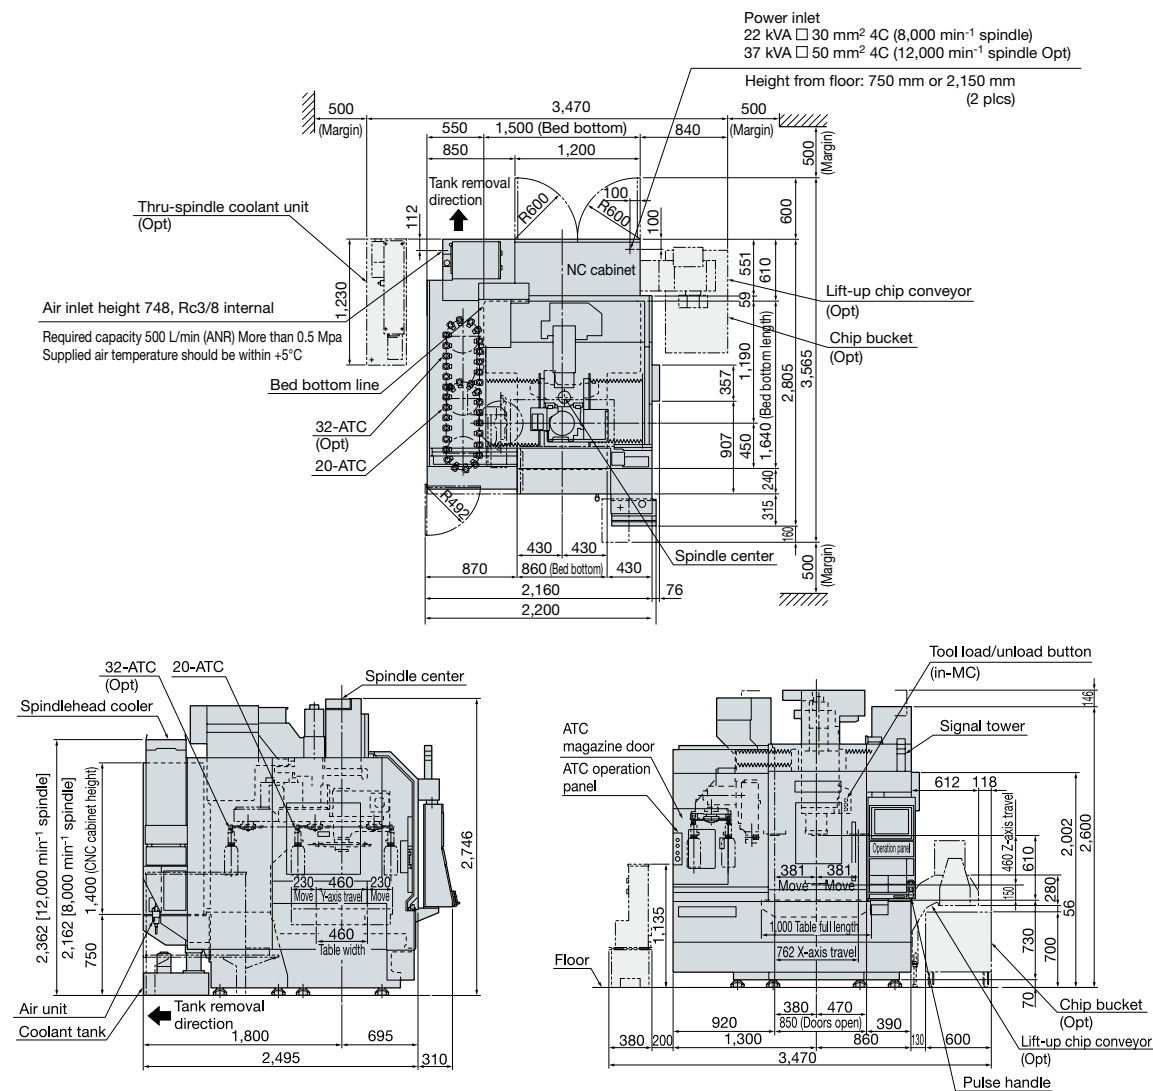 Power inlet
22 kVA □ 30 mm² 4C (8,000 min⁻¹ spindle)
37 kVA □ 50 mm² 4C (12,000 min⁻¹ spindle Opt)
Height from floor: 750 mm or 2,150 mm
(2 plcs)
500
(Margin)
3,470
500
(Margin)
550
1,500 (Bed bottom)
840
850
1,200
500
(Margin)
Tank removal
direction
R600
R600
100
100
600
112
Thru-spindle coolant unit
(Opt)
1,230
NC cabinet
551
610
59
Lift-up chip conveyor
(Opt)
Chip bucket
(Opt)
Air inlet height 748, Rc3/8 internal
Required capacity 500 L/min (ANR) More than 0.5 Mpa
Supplied air temperature should be within +5°C
Bed bottom line
32-ATC
(Opt)
20-ATC
357
907
1,190
450
1,640 (Bed bottom length)
2,805
3,565
240
315
160
500
(Margin)
R492
430
430
Spindle center
870
860 (Bed bottom)
430
2,160
76
2,200
32-ATC
(Opt)
20-ATC
Spindle center
Spindlehead cooler
2,362 [12,000 min⁻¹ spindle]
2,162 [8,000 min⁻¹ spindle]
1,400 (CNC cabinet height)
750
2,746
230
460
230
Move
Y-axis travel
Move
460
Table width
Air unit
Coolant tank
Tank removal
direction
1,800
695
2,495
310
Tool load/unload button
(in-MC)
146
ATC
magazine door
ATC operation
panel
Signal tower
612
118
Operation panel
460 Z-axis travel
610
150
280
56
2,002
2,600
381
381
Move
Move
1,135
1,000 Table full length
762 X-axis travel
730
700
70
Floor
380
470
920
850 (Doors open)
390
Chip bucket
(Opt)
380
200
1,300
860
130
600
Lift-up chip conveyor
(Opt)
3,470
Pulse handle